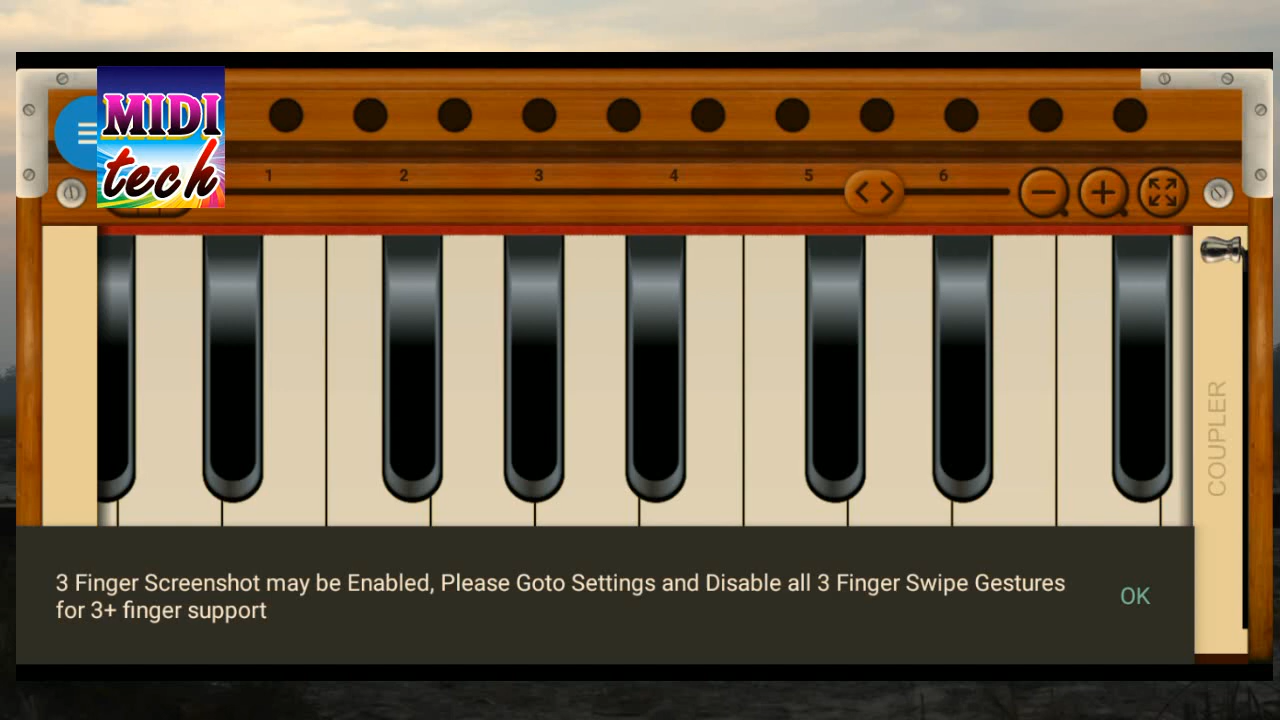 MIDI
tech
1 2 3 4 5 6
COUPLER
3 Finger Screenshot may be Enabled, Please Goto Settings and Disable all 3 Finger Swipe Gestures
for 3+ finger support
OK